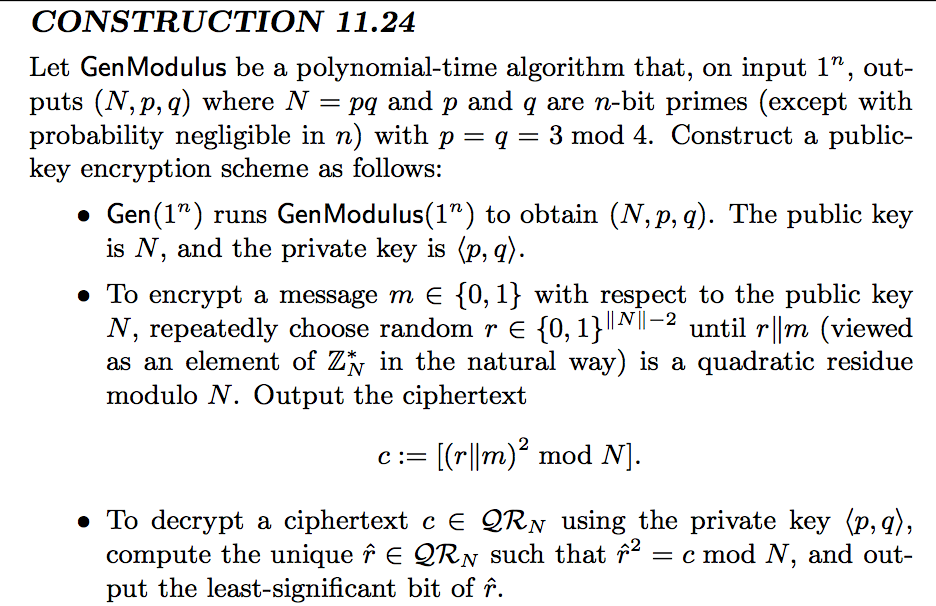 CONSTRUCTION 11.24
Let GenModulus be a polynomial-time algorithm that, on input 1ⁿ, out-
puts (N, p, q) where N = pq and p and q are n-bit primes (except with
probability negligible in n) with p = q = 3 mod 4. Construct a public-
key encryption scheme as follows:
• Gen(1ⁿ) runs GenModulus(1ⁿ) to obtain (N, p, q). The public key
is N, and the private key is ⟨p, q⟩.
• To encrypt a message m ∈ {0, 1} with respect to the public key
N, repeatedly choose random r ∈ {0, 1}^{‖N‖−2} until r‖m (viewed
as an element of ℤ*_N in the natural way) is a quadratic residue
modulo N. Output the ciphertext
c := [(r‖m)² mod N].
• To decrypt a ciphertext c ∈ 𝒬ℛ_N using the private key ⟨p, q⟩,
compute the unique r̂ ∈ 𝒬ℛ_N such that r̂² = c mod N, and out-
put the least-significant bit of r̂.